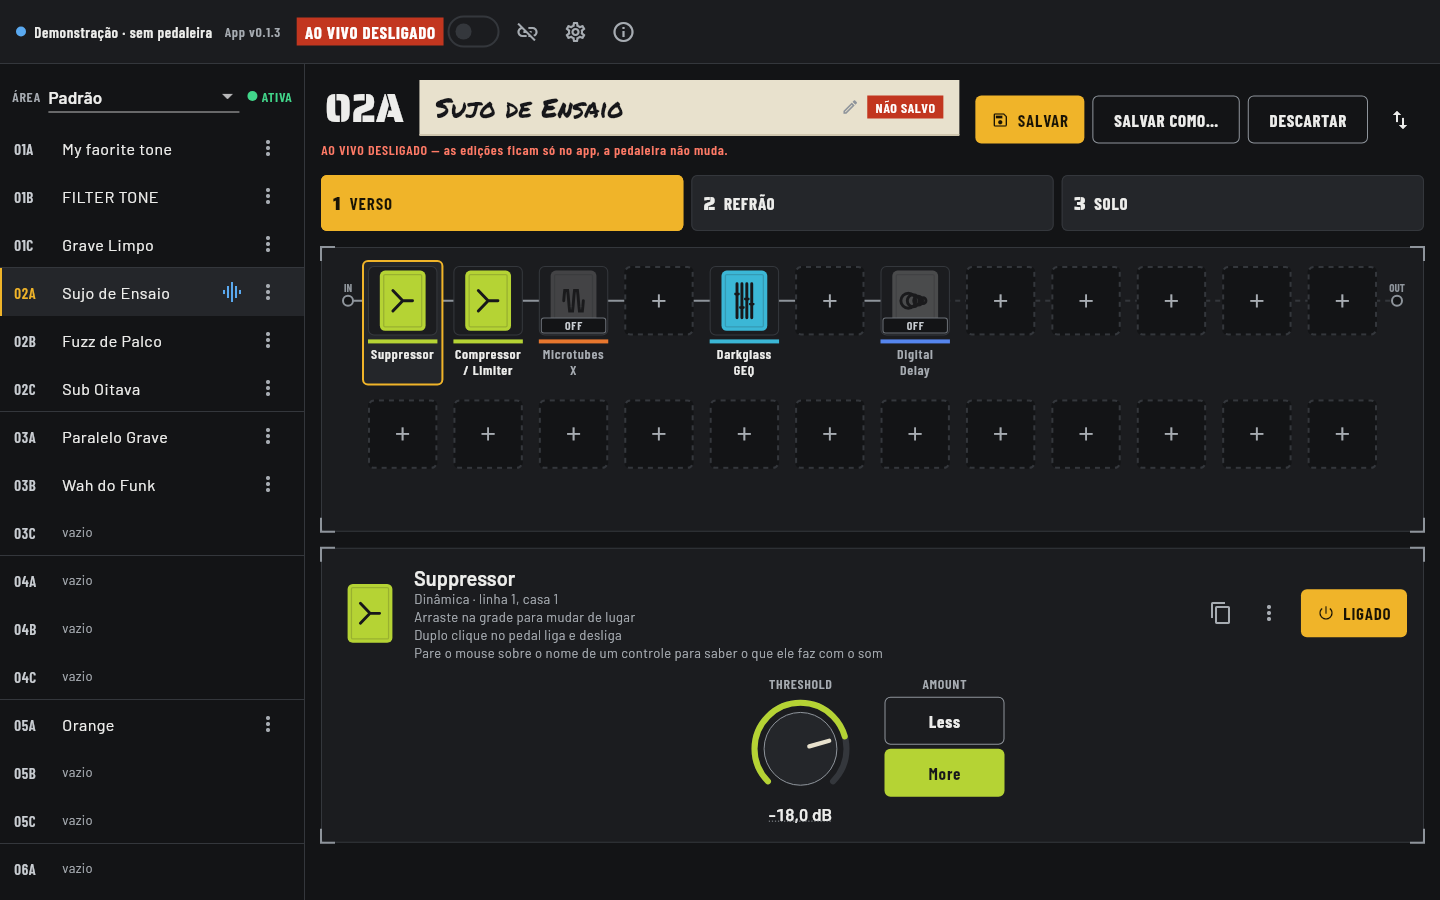 Demonstração · sem pedaleira
App v0.1.3
AO VIVO DESLIGADO
ÁREA
Padrão
ATIVA
01A My faorite tone
01B FILTER TONE
01C Grave Limpo
02A Sujo de Ensaio
02B Fuzz de Palco
02C Sub Oitava
03A Paralelo Grave
03B Wah do Funk
03C vazio
04A vazio
04B vazio
04C vazio
05A Orange
05B vazio
05C vazio
06A vazio
02A
Sujo de Ensaio
NÃO SALVO
SALVAR
SALVAR COMO...
DESCARTAR
AO VIVO DESLIGADO — as edições ficam só no app, a pedaleira não muda.
1 VERSO
2 REFRÃO
3 SOLO
IN
OUT
OFF
OFF
Suppressor
Compressor
/ Limiter
Microtubes
X
Darkglass
GEQ
Digital
Delay
Suppressor
Dinâmica · linha 1, casa 1
Arraste na grade para mudar de lugar
Duplo clique no pedal liga e desliga
Pare o mouse sobre o nome de um controle para saber o que ele faz com o som
LIGADO
THRESHOLD
AMOUNT
Less
More
-18,0 dB